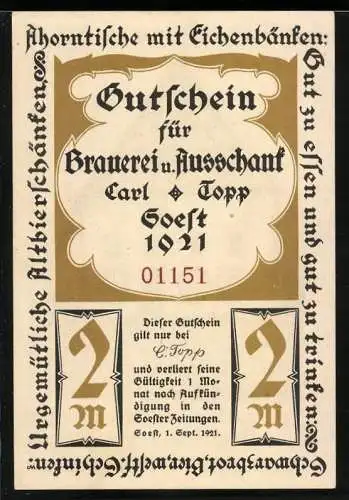 Ahorntische mit Eichenbänken:
Gut zu essen und gut zu trinken:
Schwarzbrot, Bier, westf. Schinken.
Urgemütliche Altbierschänken,
Gutschein
für
Brauerei u. Ausschank
Carl Topp
Soest
1921
01151
2
M
Dieser Gutschein
gilt nur bei
C. Topp
und verliert seine
Gültigkeit 1 Mo-
nat nach Aufkün-
digung in den
Soester Zeitungen.
Soest, 1. Sept. 1921.
2
M